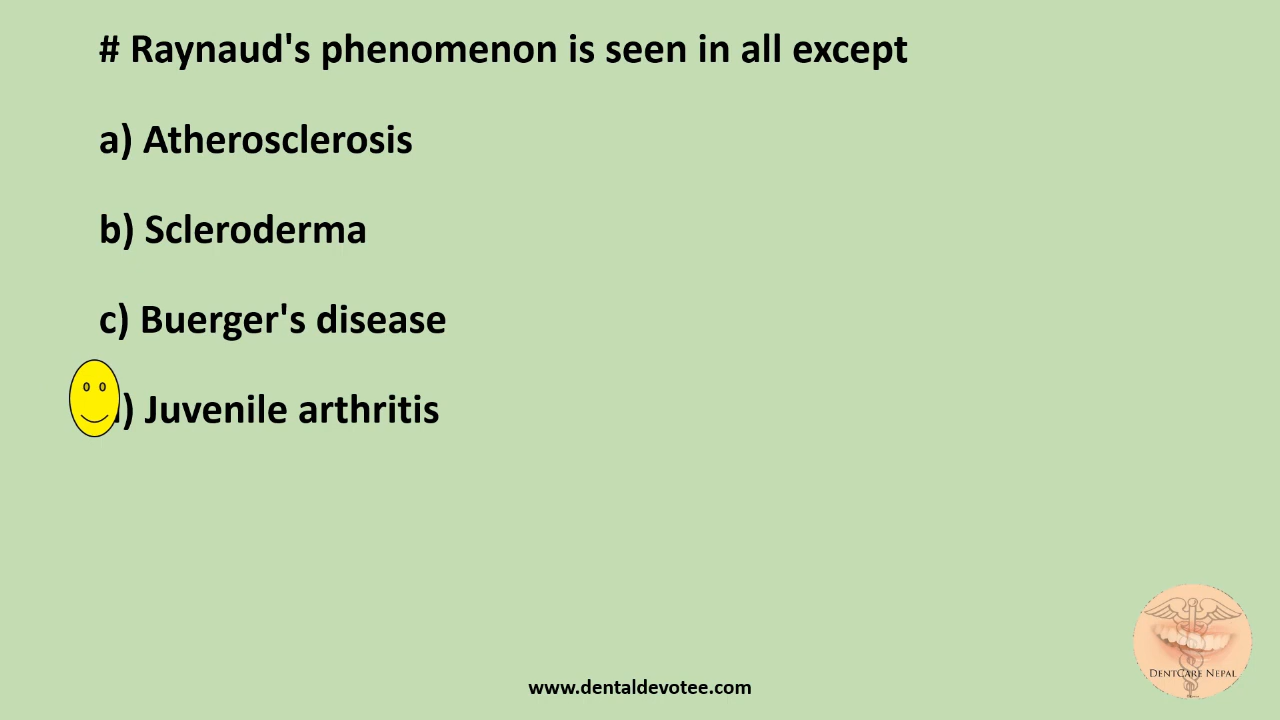 # Raynaud's phenomenon is seen in all except
a) Atherosclerosis
b) Scleroderma
c) Buerger's disease
) Juvenile arthritis
DENTCARE NEPAL
www.dentaldevotee.com